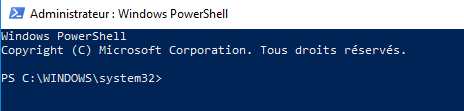 Administrateur : Windows PowerShell
Windows PowerShell
Copyright (C) Microsoft Corporation. Tous droits réservés.
PS C:\WINDOWS\system32>